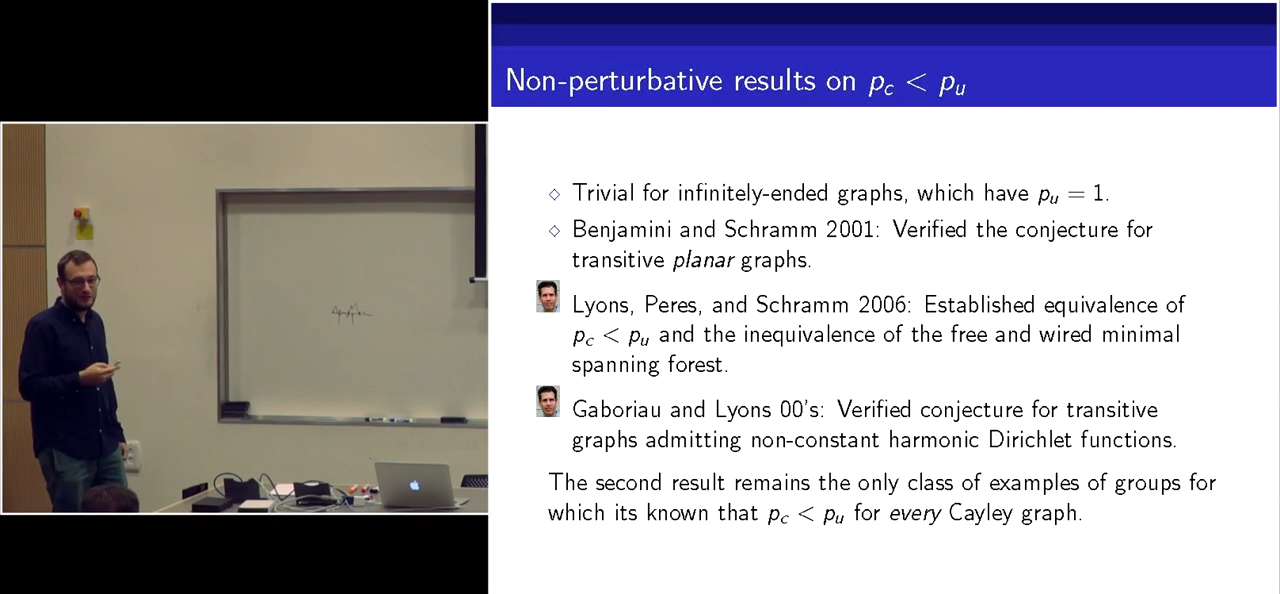 Non-perturbative results on p_c < p_u
⋄ Trivial for infinitely-ended graphs, which have p_u = 1.
⋄ Benjamini and Schramm 2001: Verified the conjecture for
transitive planar graphs.
Lyons, Peres, and Schramm 2006: Established equivalence of
p_c < p_u and the inequivalence of the free and wired minimal
spanning forest.
Gaboriau and Lyons 00's: Verified conjecture for transitive
graphs admitting non-constant harmonic Dirichlet functions.
The second result remains the only class of examples of groups for
which its known that p_c < p_u for every Cayley graph.